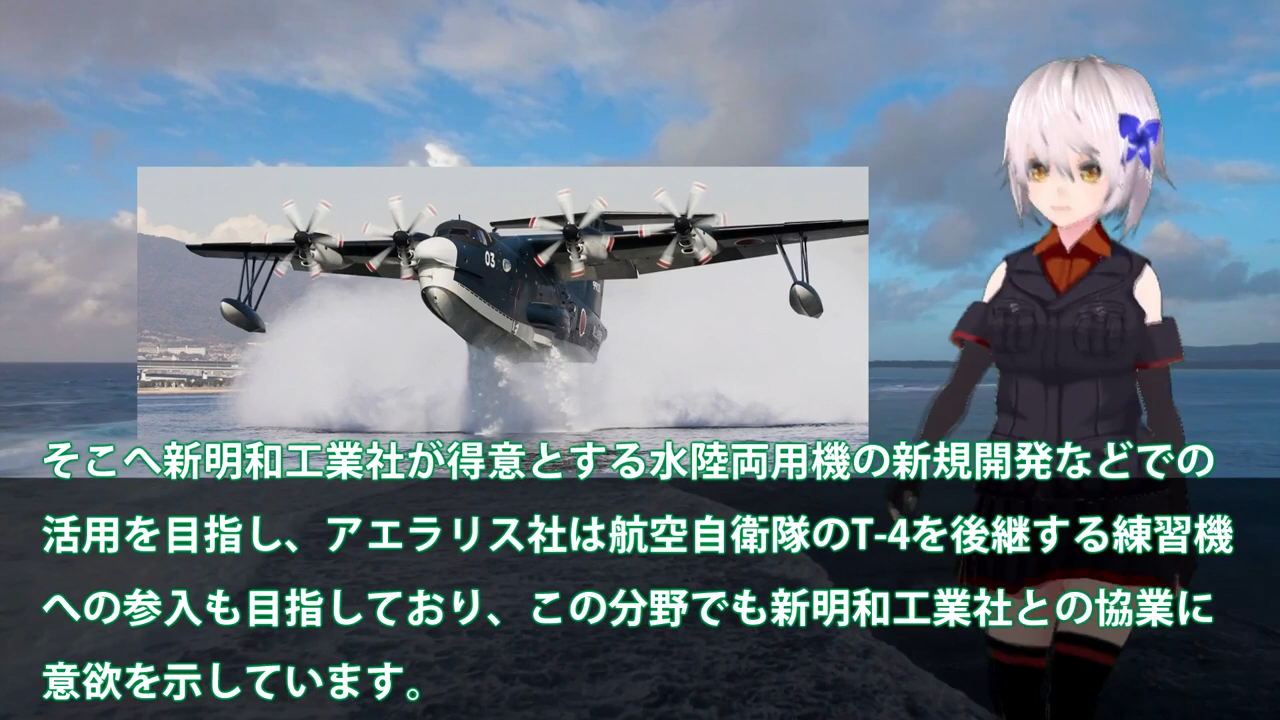 03
そこへ新明和工業社が得意とする水陸両用機の新規開発などでの
活用を目指し、アエラリス社は航空自衛隊のT-4を後継する練習機
への参入も目指しており、この分野でも新明和工業社との協業に
意欲を示しています。